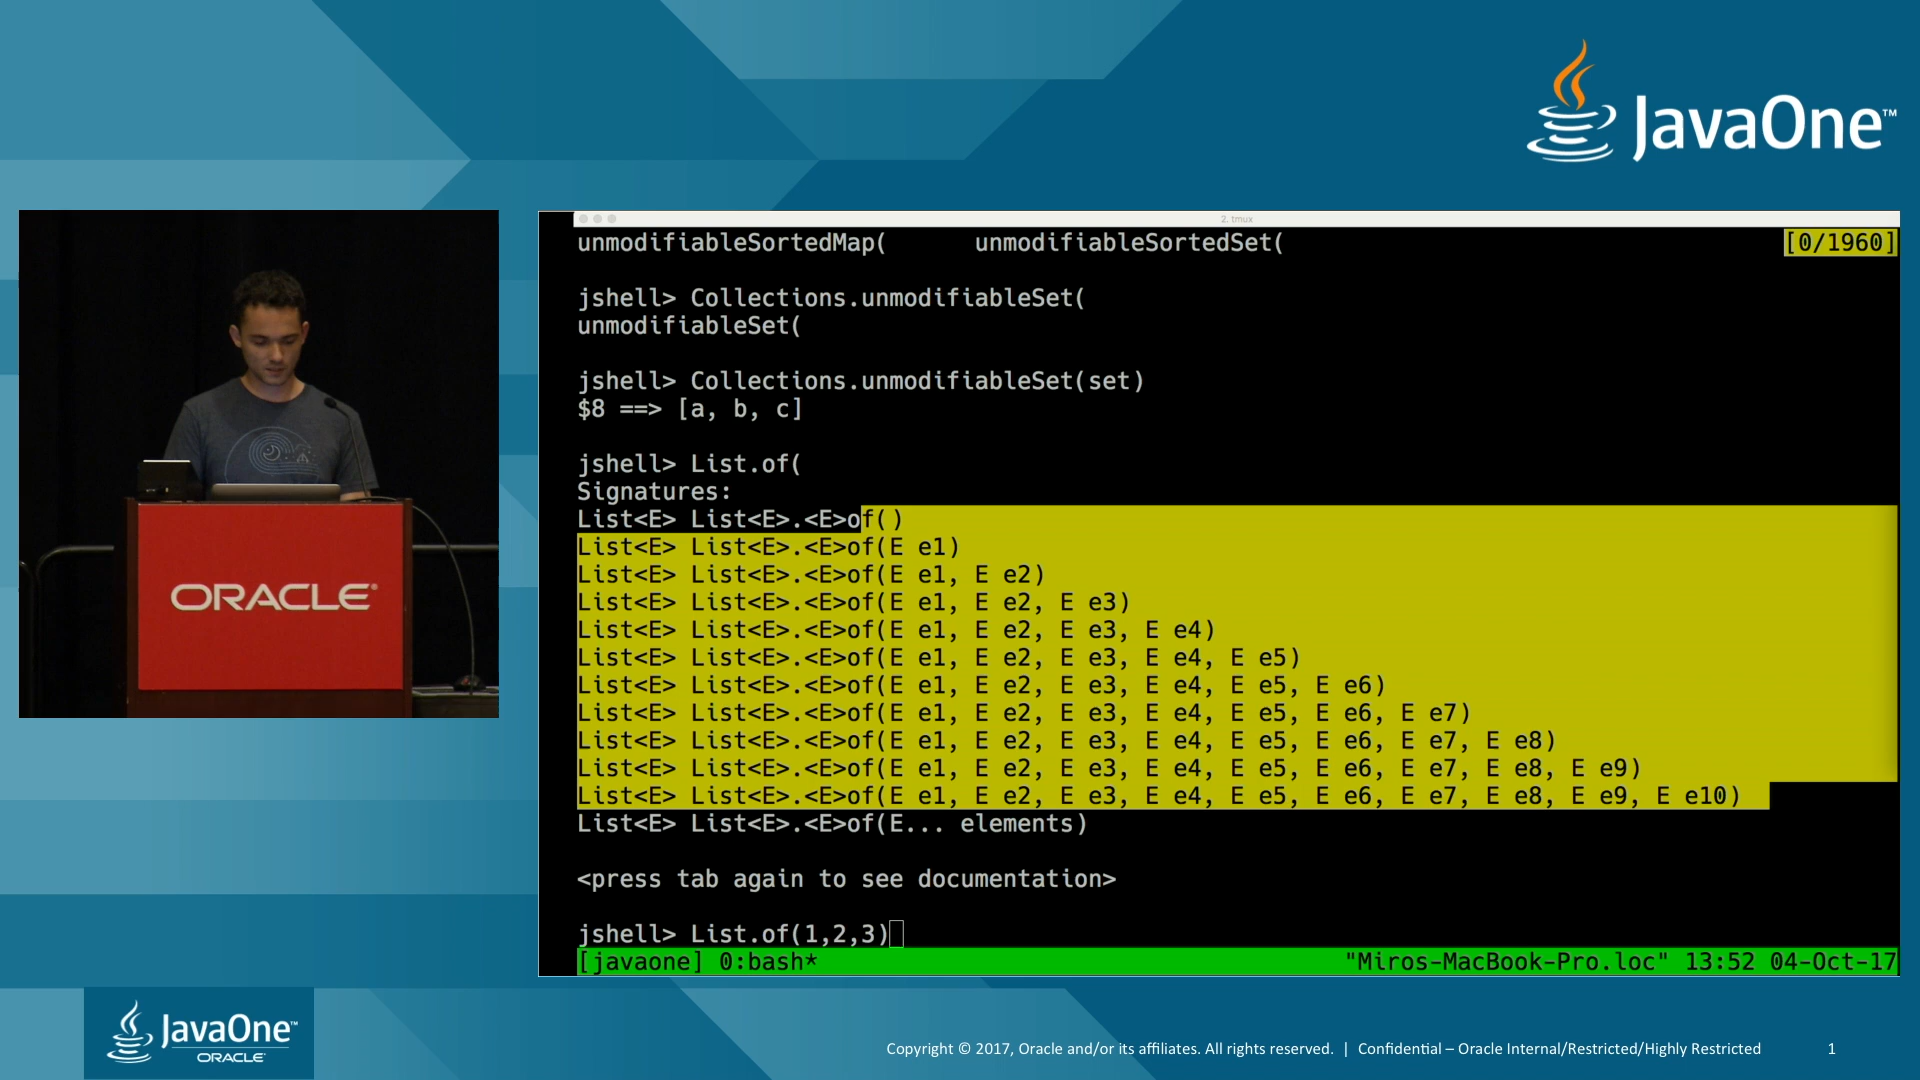 JavaOne™
2. tmux
unmodifiableSortedMap( unmodifiableSortedSet( [0/1960]
jshell> Collections.unmodifiableSet(
unmodifiableSet(
jshell> Collections.unmodifiableSet(set)
$8 ==> [a, b, c]
jshell> List.of(
Signatures:
List<E> List<E>.<E>of()
List<E> List<E>.<E>of(E e1)
List<E> List<E>.<E>of(E e1, E e2)
List<E> List<E>.<E>of(E e1, E e2, E e3)
List<E> List<E>.<E>of(E e1, E e2, E e3, E e4)
List<E> List<E>.<E>of(E e1, E e2, E e3, E e4, E e5)
List<E> List<E>.<E>of(E e1, E e2, E e3, E e4, E e5, E e6)
List<E> List<E>.<E>of(E e1, E e2, E e3, E e4, E e5, E e6, E e7)
List<E> List<E>.<E>of(E e1, E e2, E e3, E e4, E e5, E e6, E e7, E e8)
List<E> List<E>.<E>of(E e1, E e2, E e3, E e4, E e5, E e6, E e7, E e8, E e9)
List<E> List<E>.<E>of(E e1, E e2, E e3, E e4, E e5, E e6, E e7, E e8, E e9, E e10)
List<E> List<E>.<E>of(E... elements)
<press tab again to see documentation>
jshell> List.of(1,2,3)
[javaone] 0:bash* "Miros-MacBook-Pro.loc" 13:52 04-Oct-17
ORACLE®
JavaOne™
ORACLE®
Copyright © 2017, Oracle and/or its affiliates. All rights reserved. | Confidential – Oracle Internal/Restricted/Highly Restricted 1